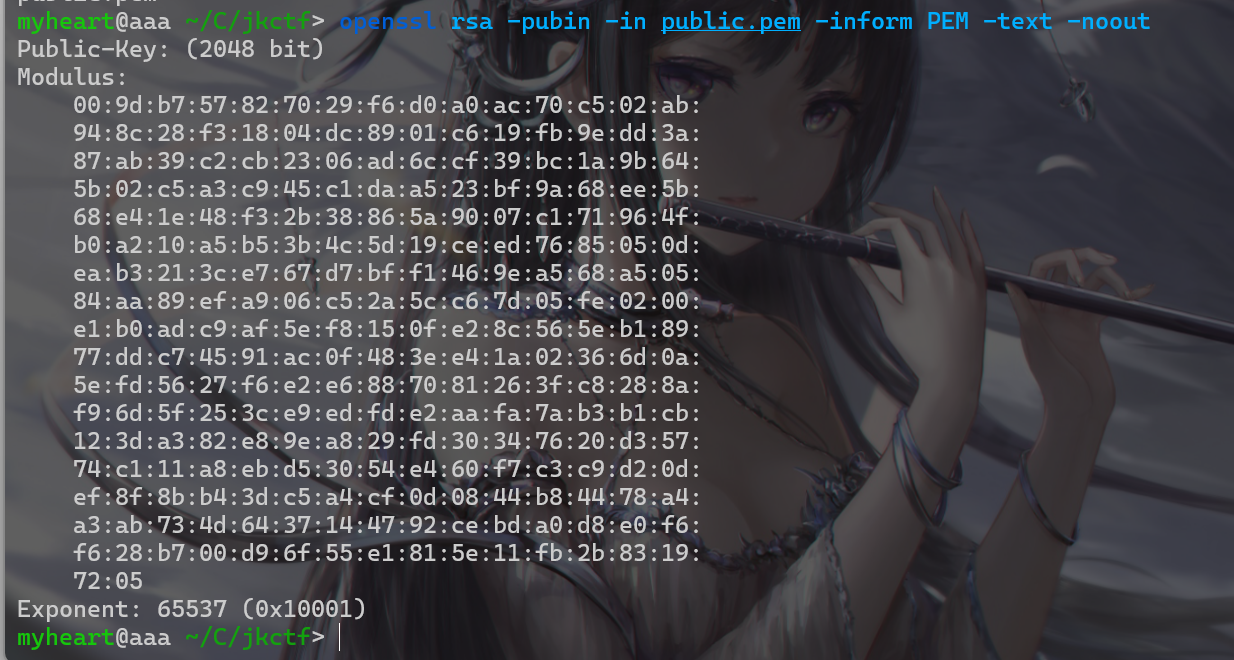 public.pem
myheart@aaa ~/C/jkctf> openssl rsa -pubin -in public.pem -inform PEM -text -noout
Public-Key: (2048 bit)
Modulus:
    00:9d:b7:57:82:70:29:f6:d0:a0:ac:70:c5:02:ab:
    94:8c:28:f3:18:04:dc:89:01:c6:19:fb:9e:dd:3a:
    87:ab:39:c2:cb:23:06:ad:6c:cf:39:bc:1a:9b:64:
    5b:02:c5:a3:c9:45:c1:da:a5:23:bf:9a:68:ee:5b:
    68:e4:1e:48:f3:2b:38:86:5a:90:07:c1:71:96:4f:
    b0:a2:10:a5:b5:3b:4c:5d:19:ce:ed:76:85:05:0d:
    ea:b3:21:3c:e7:67:d7:bf:f1:46:9e:a5:68:a5:05:
    84:aa:89:ef:a9:06:c5:2a:5c:c6:7d:05:fe:02:00:
    e1:b0:ad:c9:af:5e:f8:15:0f:e2:8c:56:5e:b1:89:
    77:dd:c7:45:91:ac:0f:48:3e:e4:1a:02:36:6d:0a:
    5e:fd:56:27:f6:e2:e6:88:70:81:26:3f:c8:28:8a:
    f9:6d:5f:25:3c:e9:ed:fd:e2:aa:fa:7a:b3:b1:cb:
    12:3d:a3:82:e8:9e:a8:29:fd:30:34:76:20:d3:57:
    74:c1:11:a8:eb:d5:30:54:e4:60:f7:c3:c9:d2:0d:
    ef:8f:8b:b4:3d:c5:a4:cf:0d:08:44:b8:44:78:a4:
    a3:ab:73:4d:64:37:14:47:92:ce:bd:a0:d8:e0:f6:
    f6:28:b7:00:d9:6f:55:e1:81:5e:11:fb:2b:83:19:
    72:05
Exponent: 65537 (0x10001)
myheart@aaa ~/C/jkctf>